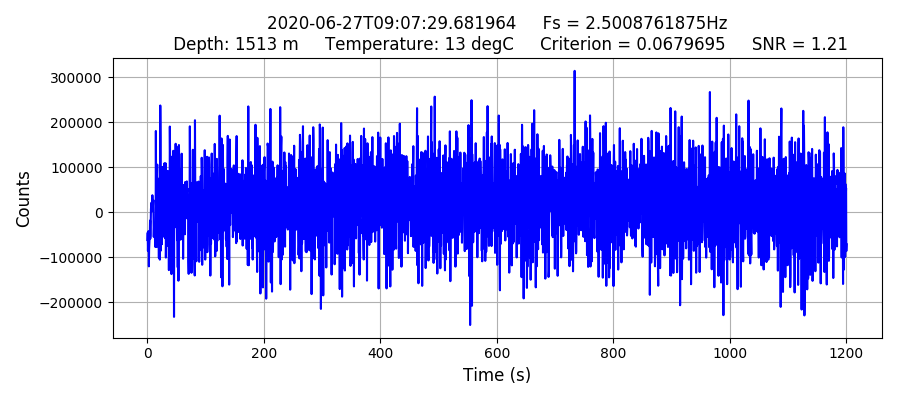 2020-06-27T09:07:29.681964 Fs = 2.5008761875Hz
Depth: 1513 m Temperature: 13 degC Criterion = 0.0679695 SNR = 1.21
300000
200000
100000
0
−100000
−200000
Counts
0 200 400 600 800 1000 1200
Time (s)